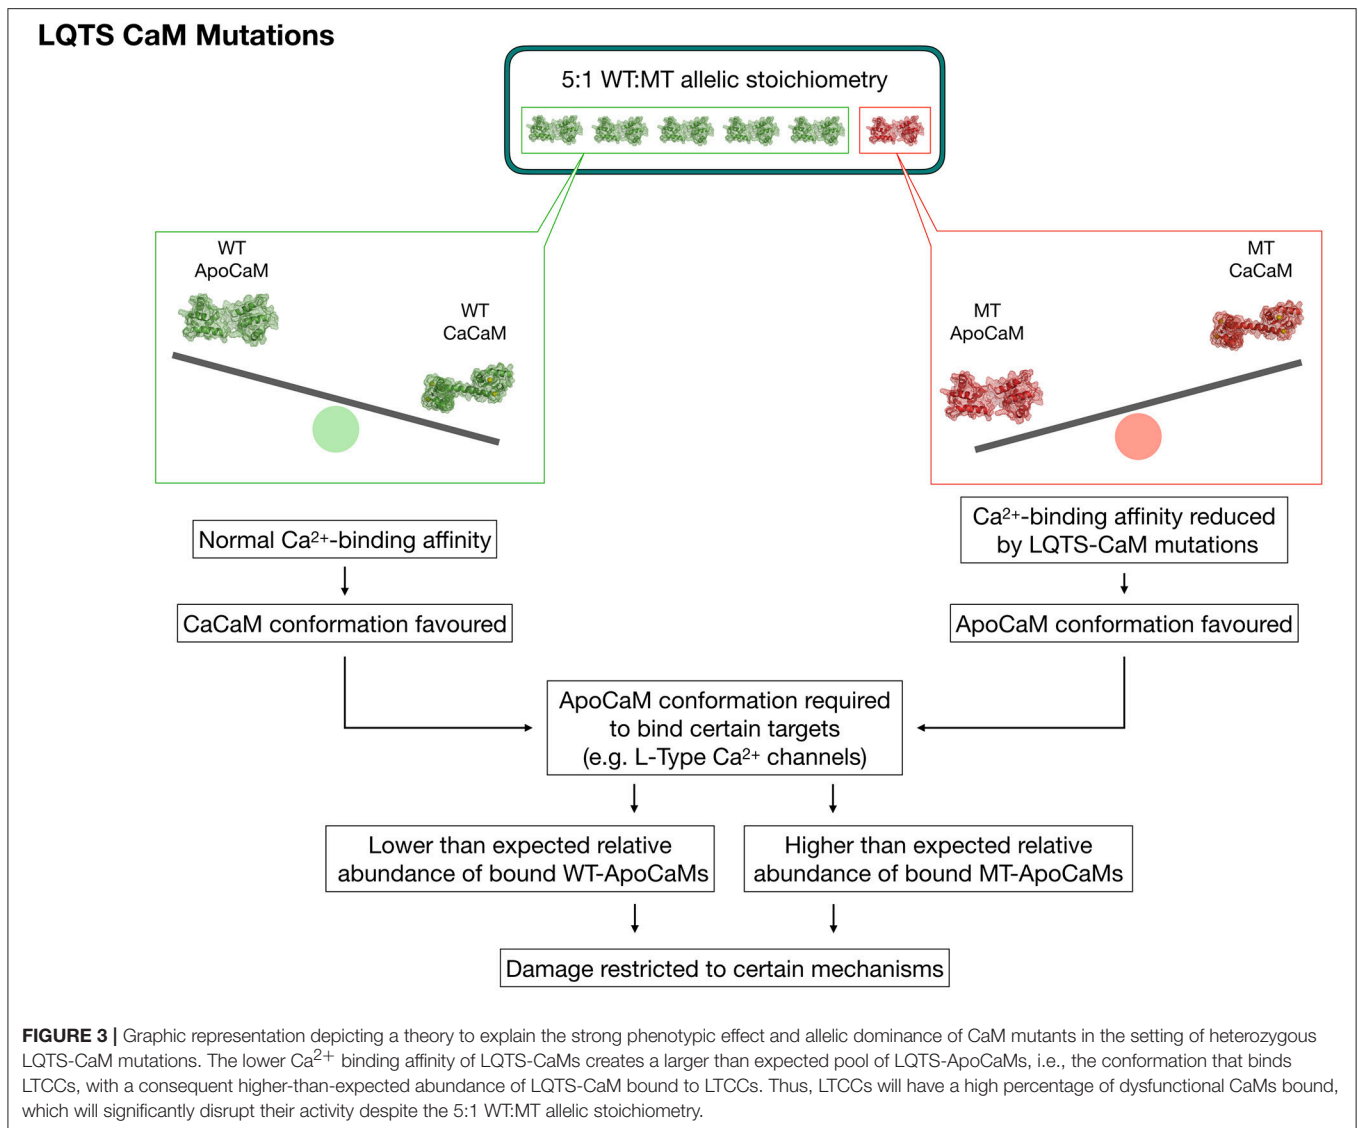 LQTS CaM Mutations
5:1 WT:MT allelic stoichiometry
WT
ApoCaM
WT
CaCaM
MT
CaCaM
MT
ApoCaM
Normal Ca²⁺-binding affinity
CaCaM conformation favoured
Ca²⁺-binding affinity reduced
by LQTS-CaM mutations
ApoCaM conformation favoured
ApoCaM conformation required
to bind certain targets
(e.g. L-Type Ca²⁺ channels)
Lower than expected relative
abundance of bound WT-ApoCaMs
Higher than expected relative
abundance of bound MT-ApoCaMs
Damage restricted to certain mechanisms
FIGURE 3 | Graphic representation depicting a theory to explain the strong phenotypic effect and allelic dominance of CaM mutants in the setting of heterozygous
LQTS-CaM mutations. The lower Ca²⁺ binding affinity of LQTS-CaMs creates a larger than expected pool of LQTS-ApoCaMs, i.e., the conformation that binds
LTCCs, with a consequent higher-than-expected abundance of LQTS-CaM bound to LTCCs. Thus, LTCCs will have a high percentage of dysfunctional CaMs bound,
which will significantly disrupt their activity despite the 5:1 WT:MT allelic stoichiometry.